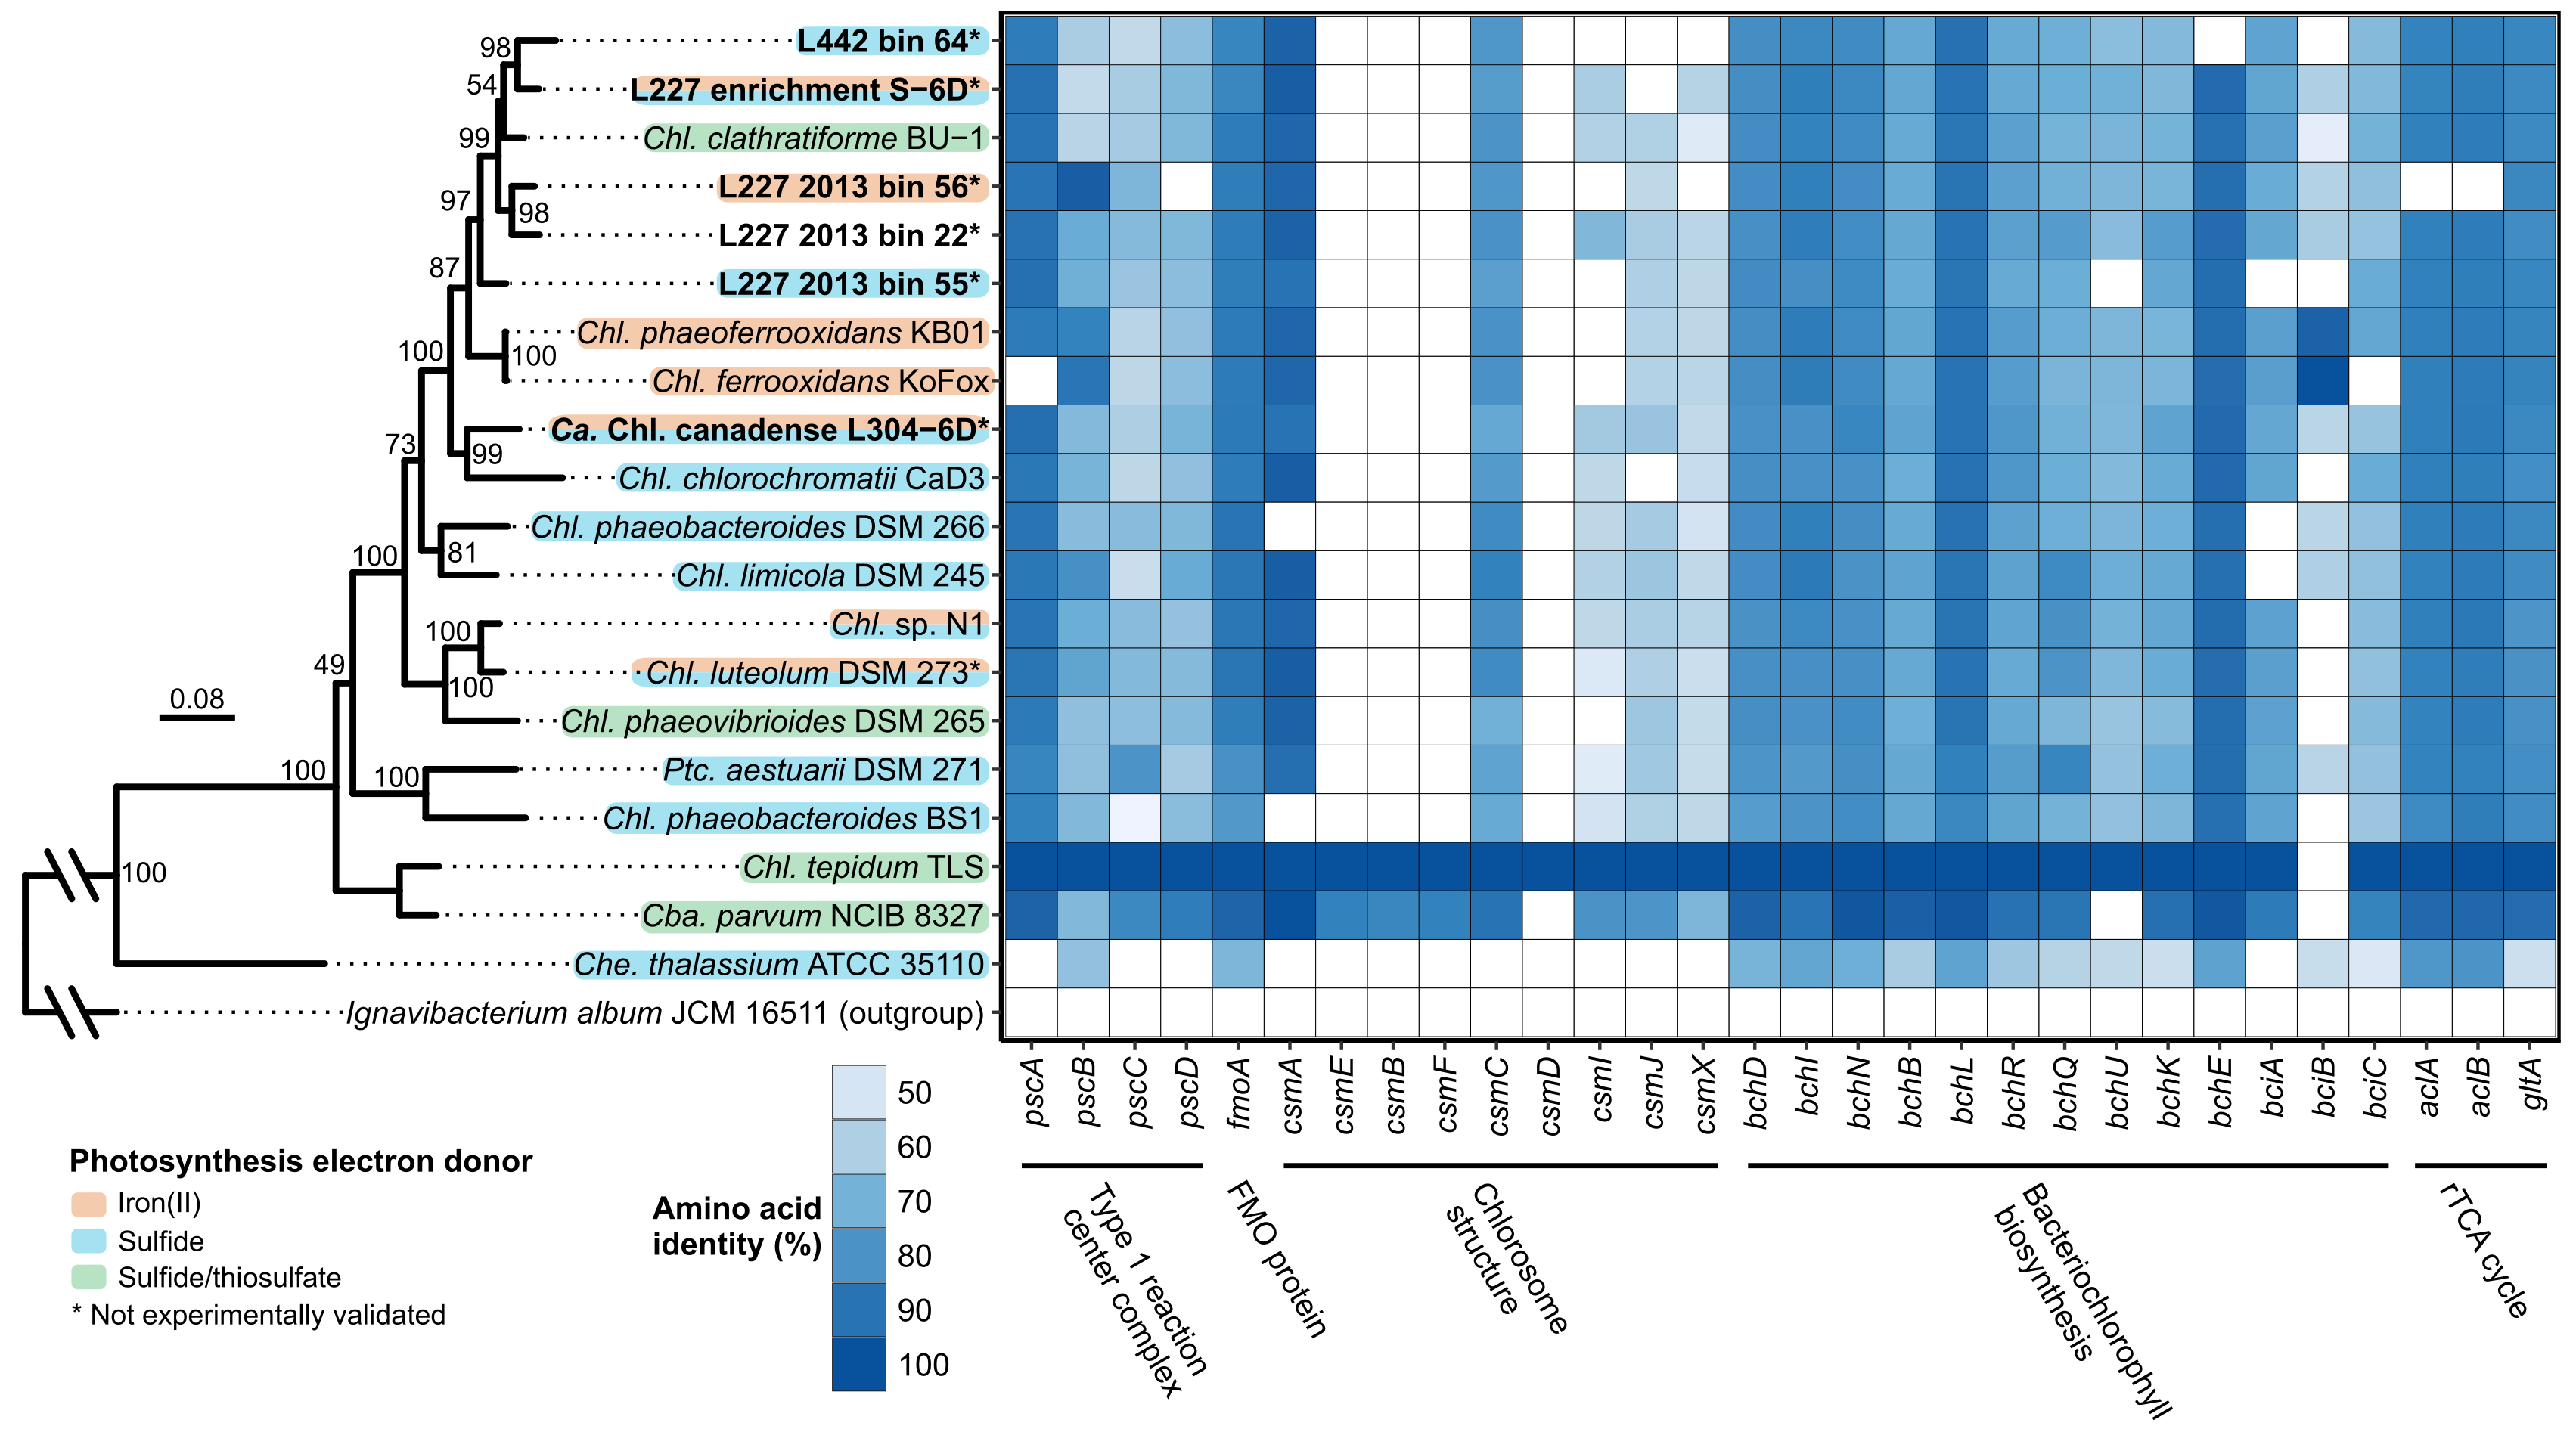 98
L442 bin 64*
54
L227 enrichment S−6D*
99
Chl. clathratiforme BU−1
97
L227 2013 bin 56*
98
L227 2013 bin 22*
87
L227 2013 bin 55*
100
Chl. phaeoferrooxidans KB01
100
Chl. ferrooxidans KoFox
73
Ca. Chl. canadense L304−6D*
99
Chl. chlorochromatii CaD3
100
Chl. phaeobacteroides DSM 266
81
Chl. limicola DSM 245
100
Chl. sp. N1
49
Chl. luteolum DSM 273*
100
0.08
Chl. phaeovibrioides DSM 265
100
100
Ptc. aestuarii DSM 271
Chl. phaeobacteroides BS1
100
Chl. tepidum TLS
Cba. parvum NCIB 8327
Che. thalassium ATCC 35110
Ignavibacterium album JCM 16511 (outgroup)
pscA
pscB
pscC
pscD
fmoA
csmA
csmE
csmB
csmF
csmC
csmD
csmI
csmJ
csmX
bchD
bchI
bchN
bchB
bchL
bchR
bchQ
bchU
bchK
bchE
bciA
bciB
bciC
aclA
aclB
gltA
Type 1 reaction
center complex
FMO protein
Chlorosome
structure
Bacteriochlorophyll
biosynthesis
rTCA cycle
Photosynthesis electron donor
Iron(II)
Sulfide
Sulfide/thiosulfate
* Not experimentally validated
Amino acid
identity (%)
50
60
70
80
90
100